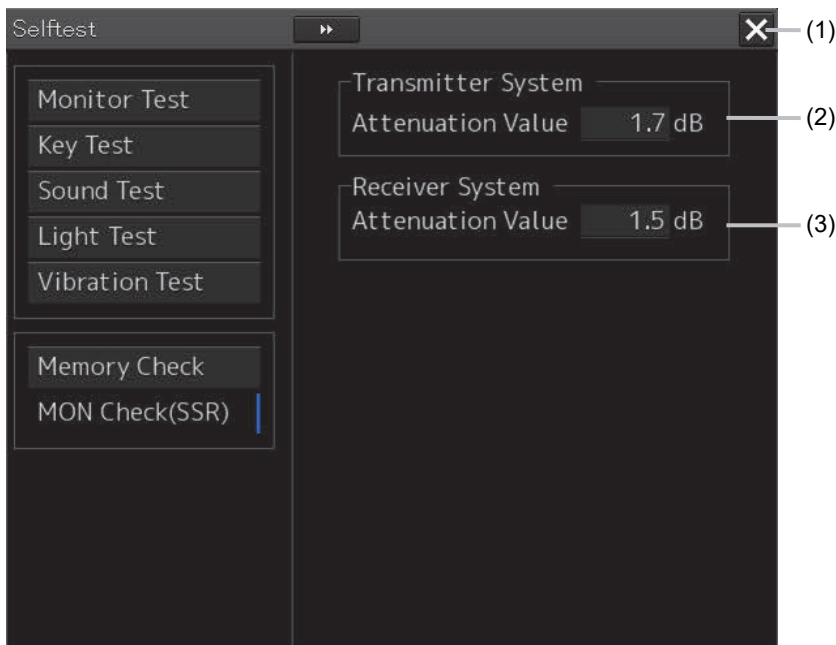 Selftest
(1)
Monitor Test
Key Test
Sound Test
Light Test
Vibration Test
Memory Check
MON Check(SSR)
Transmitter System
Attenuation Value 1.7 dB
(2)
Receiver System
Attenuation Value 1.5 dB
(3)